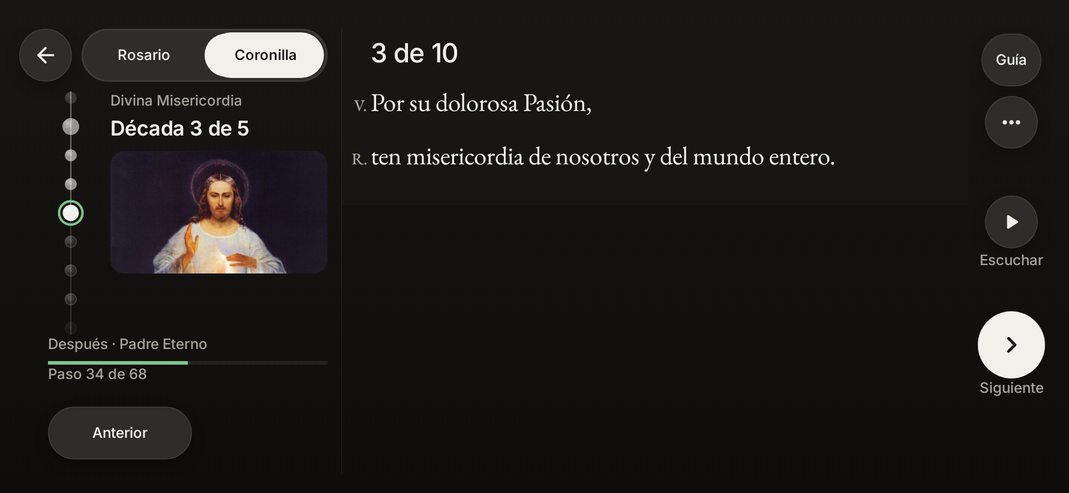 Rosario
Coronilla
Divina Misericordia
Década 3 de 5
Después · Padre Eterno
Paso 34 de 68
Anterior
3 de 10
V. Por su dolorosa Pasión,
R. ten misericordia de nosotros y del mundo entero.
Guía
Escuchar
Siguiente